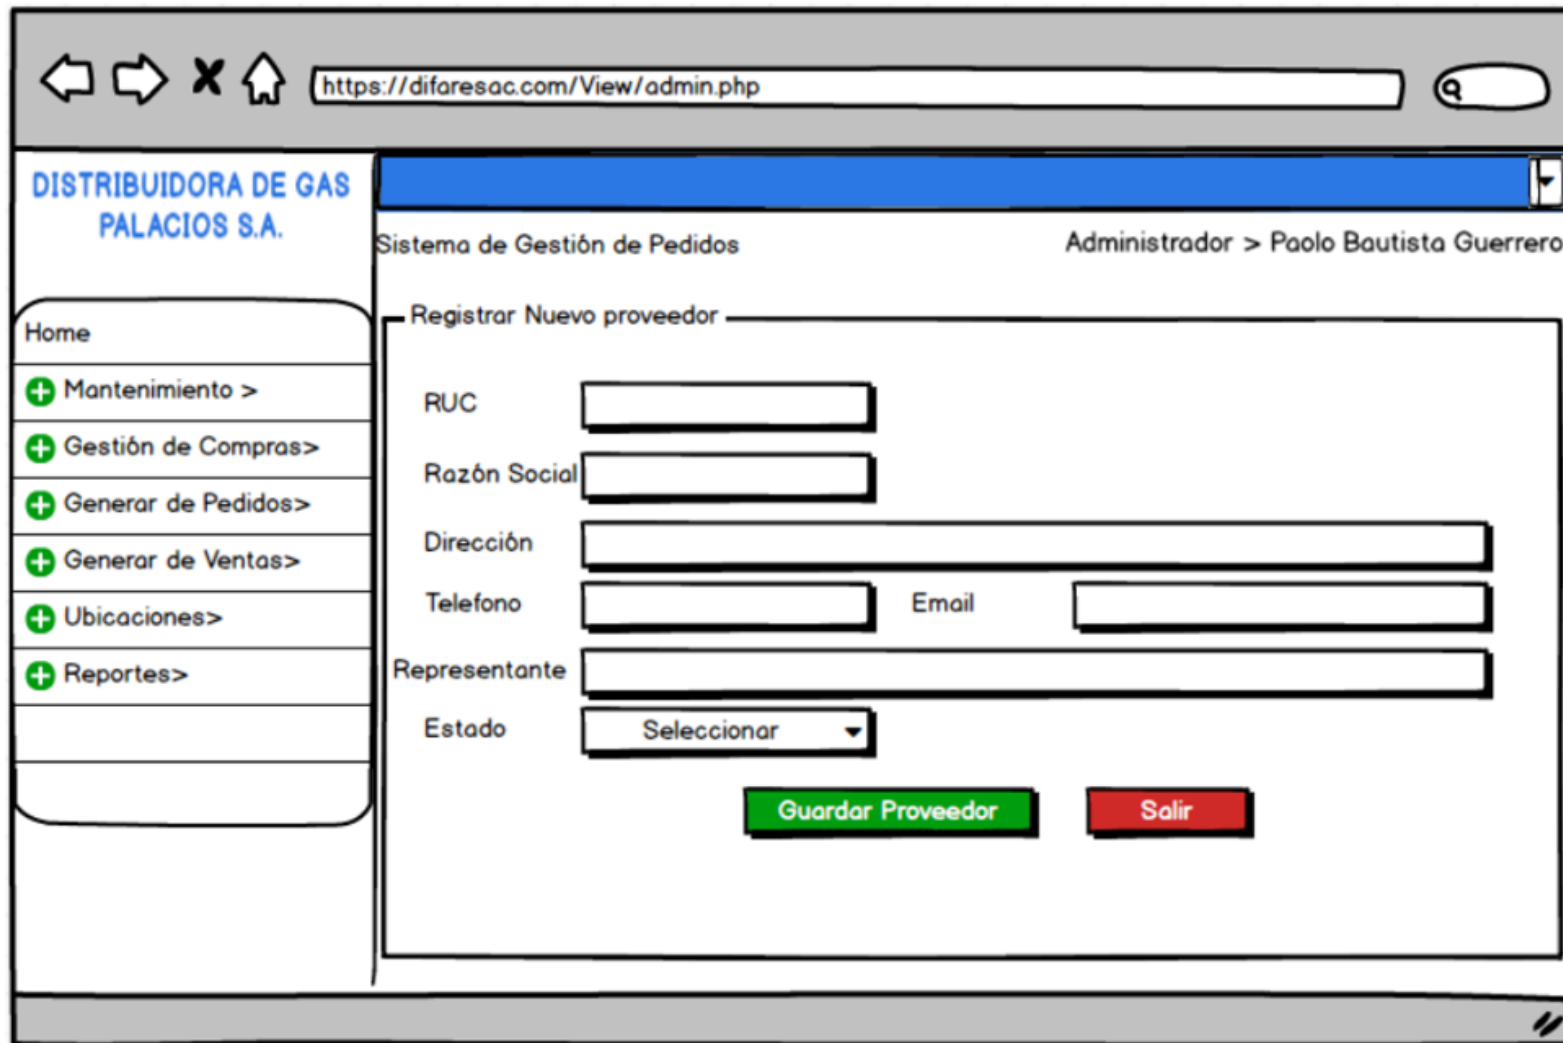 https://difaresac.com/View/admin.php
DISTRIBUIDORA DE GAS
PALACIOS S.A.
Sistema de Gestión de Pedidos
Administrador > Paolo Bautista Guerrero
Home
Mantenimiento >
Gestión de Compras>
Generar de Pedidos>
Generar de Ventas>
Ubicaciones>
Reportes>
Registrar Nuevo proveedor
RUC
Razón Social
Dirección
Telefono
Email
Representante
Estado
Seleccionar
Guardar Proveedor
Salir